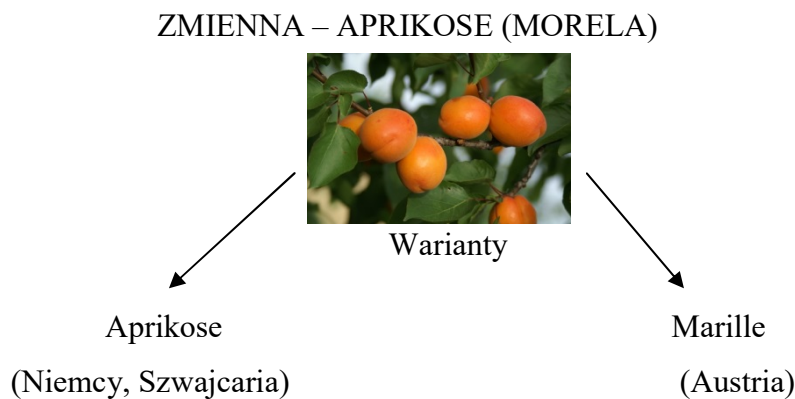 ZMIENNA – APRIKOSE (MORELA)
Warianty
Aprikose
Marille
(Niemcy, Szwajcaria)
(Austria)